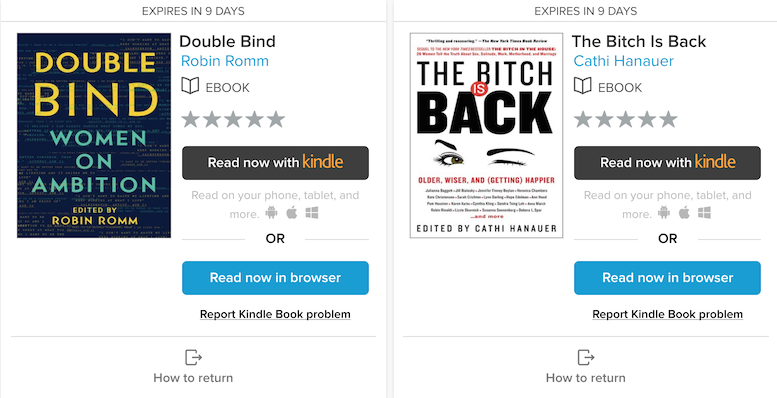 EXPIRES IN 9 DAYS
DOUBLE
BIND
WOMEN
ON
AMBITION
EDITED BY
ROBIN ROMM
Double Bind
Robin Romm
EBOOK
Read now with kindle
Read on your phone, tablet, and
more.
OR
Read now in browser
Report Kindle Book problem
How to return
EXPIRES IN 9 DAYS
"Thrilling and reassuring." —The New York Times Book Review
SEQUEL TO THE NEW YORK TIMES BESTSELLER THE BITCH IN THE HOUSE:
THE BITCH
IS
BACK
OLDER, WISER, AND (GETTING) HAPPIER
...and more
EDITED BY CATHI HANAUER
The Bitch Is Back
Cathi Hanauer
EBOOK
Read now with kindle
Read on your phone, tablet, and
more.
OR
Read now in browser
Report Kindle Book problem
How to return